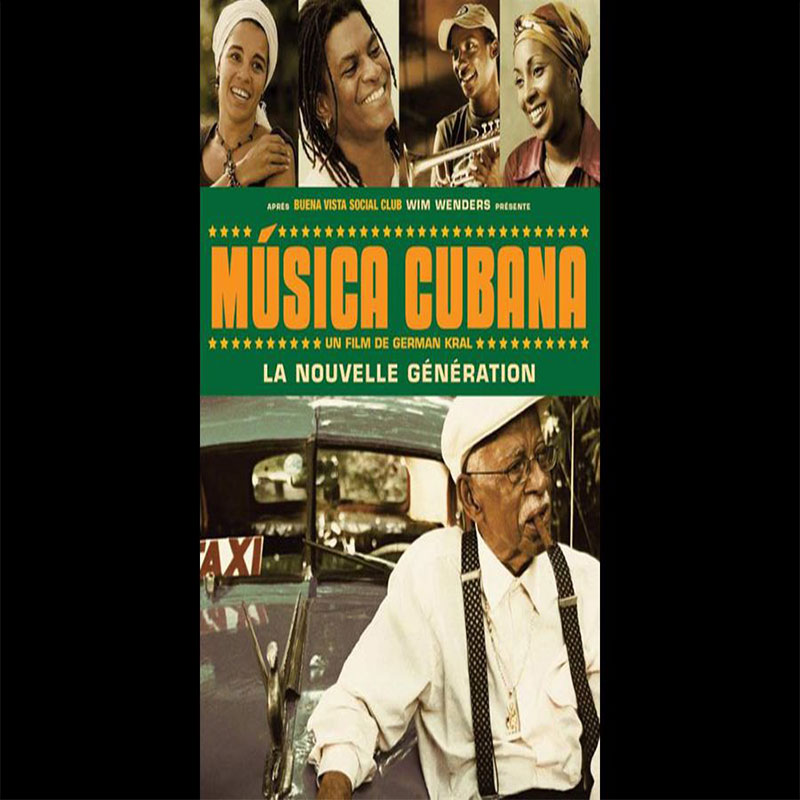 APRÈS BUENA VISTA SOCIAL CLUB WIM WENDERS PRÉSENTE
MÚSICA CUBANA
UN FILM DE GERMAN KRAL
LA NOUVELLE GÉNÉRATION
TAXI